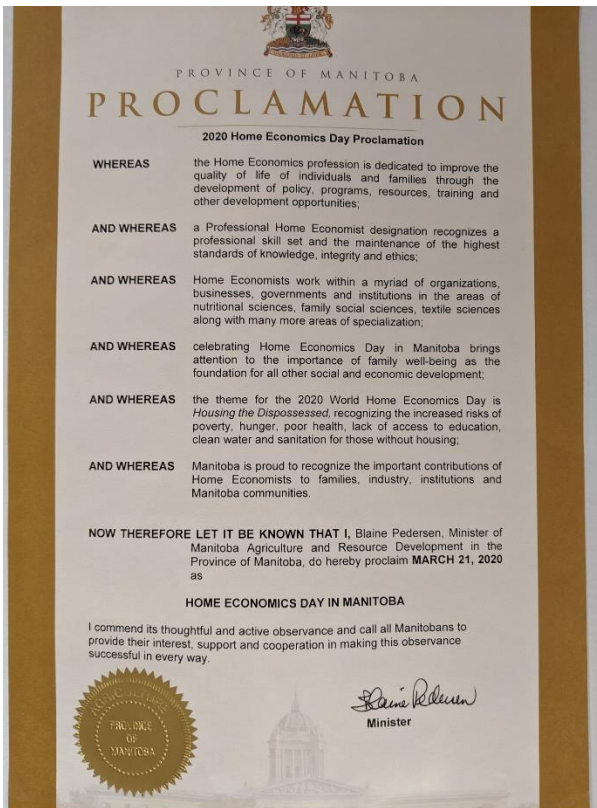 PROVINCE OF MANITOBA
PROCLAMATION
2020 Home Economics Day Proclamation
WHEREAS the Home Economics profession is dedicated to improve the
quality of life of individuals and families through the
development of policy, programs, resources, training and
other development opportunities;
AND WHEREAS a Professional Home Economist designation recognizes a
professional skill set and the maintenance of the highest
standards of knowledge, integrity and ethics;
AND WHEREAS Home Economists work within a myriad of organizations,
businesses, governments and institutions in the areas of
nutritional sciences, family social sciences, textile sciences
along with many more areas of specialization;
AND WHEREAS celebrating Home Economics Day in Manitoba brings
attention to the importance of family well-being as the
foundation for all other social and economic development;
AND WHEREAS the theme for the 2020 World Home Economics Day is
Housing the Dispossessed, recognizing the increased risks of
poverty, hunger, poor health, lack of access to education,
clean water and sanitation for those without housing;
AND WHEREAS Manitoba is proud to recognize the important contributions of
Home Economists to families, industry, institutions and
Manitoba communities.
NOW THEREFORE LET IT BE KNOWN THAT I, Blaine Pedersen, Minister of
Manitoba Agriculture and Resource Development in the
Province of Manitoba, do hereby proclaim MARCH 21, 2020
as
HOME ECONOMICS DAY IN MANITOBA
I commend its thoughtful and active observance and call all Manitobans to
provide their interest, support and cooperation in making this observance
successful in every way.
Blaine Pedersen
Minister
AGRICULTURE
PROVINCE
OF
MANITOBA